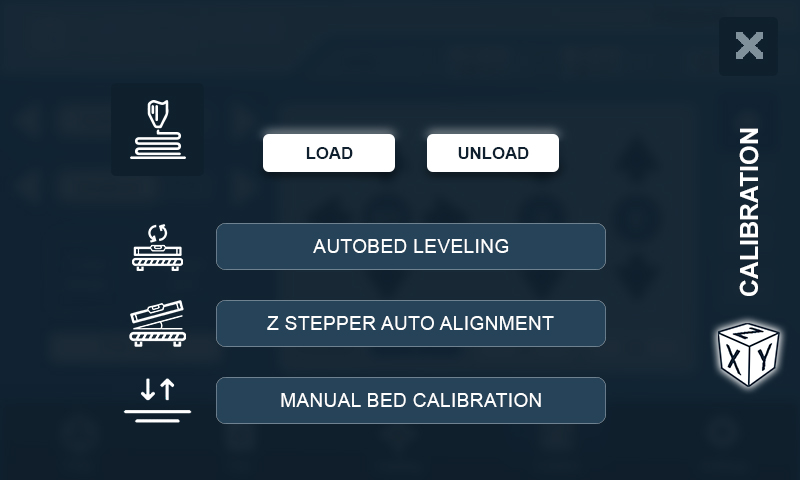 LOAD
UNLOAD
AUTOBED LEVELING
Z STEPPER AUTO ALIGNMENT
MANUAL BED CALIBRATION
CALIBRATION
Z
X Y